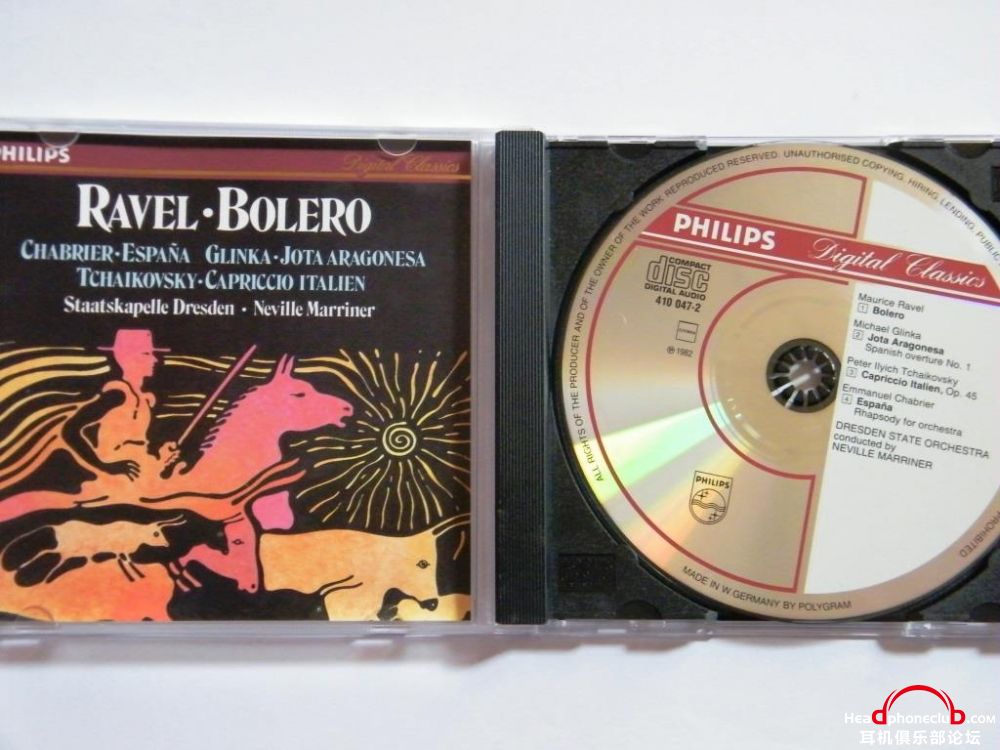 PHILIPS
Digital Classics
RAVEL · BOLERO
CHABRIER · ESPAÑA GLINKA · JOTA ARAGONESA
TCHAIKOVSKY · CAPRICCIO ITALIEN
Staatskapelle Dresden · Neville Marriner
ALL RIGHTS OF THE PRODUCER AND OF THE OWNER OF THE WORK REPRODUCED RESERVED. UNAUTHORISED COPYING, HIRING, LENDING, PUBLIC
PROHIBITED
PHILIPS
Digital Classics
COMPACT
disc
DIGITAL AUDIO
410 047-2
℗ 1982
Maurice Ravel
1 Bolero
Michael Glinka
2 Jota Aragonesa
Spanish overture No. 1
Peter Ilyich Tchaikovsky
3 Capriccio Italien, Op. 45
Emmanuel Chabrier
4 España
Rhapsody for orchestra
DRESDEN STATE ORCHESTRA
conducted by
NEVILLE MARRINER
PHILIPS
MADE IN W GERMANY BY POLYGRAM
Headphoneclub.com
耳机俱乐部论坛